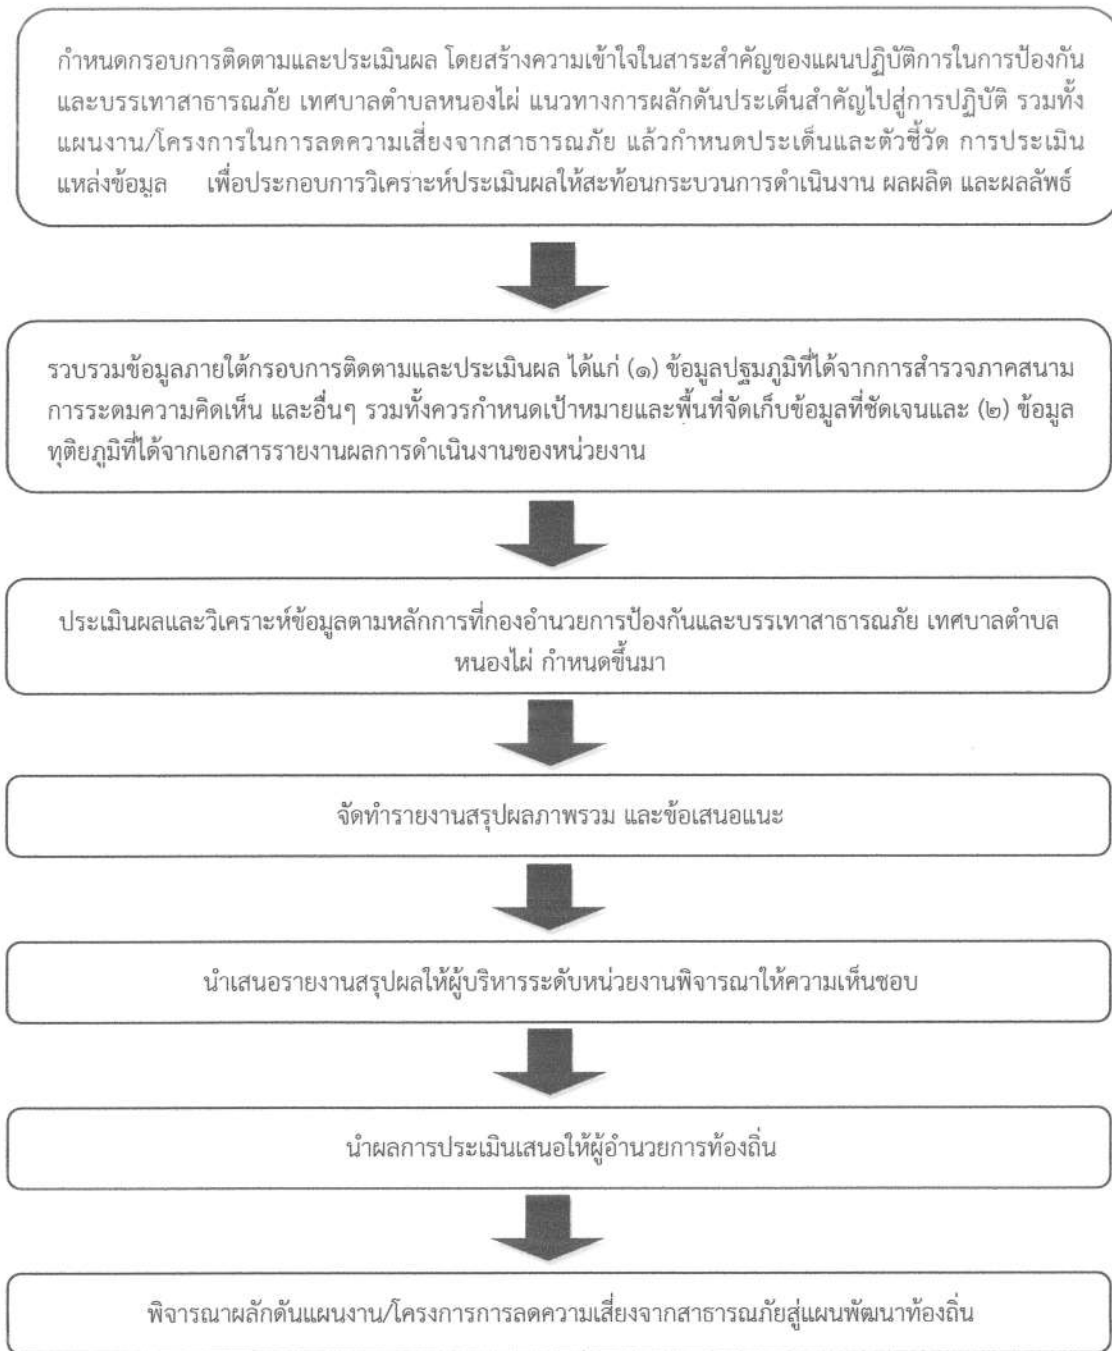 กำหนดกรอบการติดตามและประเมินผล โดยสร้างความเข้าใจในสาระสำคัญของแผนปฏิบัติการในการป้องกัน
และบรรเทาสาธารณภัย เทศบาลตำบลหนองไผ่ แนวทางการผลักดันประเด็นสำคัญไปสู่การปฏิบัติ รวมทั้ง
แผนงาน/โครงการในการลดความเสี่ยงจากสาธารณภัย แล้วกำหนดประเด็นและตัวชี้วัด การประเมิน
แหล่งข้อมูล เพื่อประกอบการวิเคราะห์ประเมินผลให้สะท้อนกระบวนการดำเนินงาน ผลผลิต และผลลัพธ์
รวบรวมข้อมูลภายใต้กรอบการติดตามและประเมินผล ได้แก่ (๑) ข้อมูลปฐมภูมิที่ได้จากการสำรวจภาคสนาม
การระดมความคิดเห็น และอื่นๆ รวมทั้งควรกำหนดเป้าหมายและพื้นที่จัดเก็บข้อมูลที่ชัดเจนและ (๒) ข้อมูล
ทุติยภูมิที่ได้จากเอกสารรายงานผลการดำเนินงานของหน่วยงาน
ประเมินผลและวิเคราะห์ข้อมูลตามหลักการที่กองอำนวยการป้องกันและบรรเทาสาธารณภัย เทศบาลตำบล
หนองไผ่ กำหนดขึ้นมา
จัดทำรายงานสรุปผลภาพรวม และข้อเสนอแนะ
นำเสนอรายงานสรุปผลให้ผู้บริหารระดับหน่วยงานพิจารณาให้ความเห็นชอบ
นำผลการประเมินเสนอให้ผู้อำนวยการท้องถิ่น
พิจารณาผลักดันแผนงาน/โครงการการลดความเสี่ยงจากสาธารณภัยสู่แผนพัฒนาท้องถิ่น